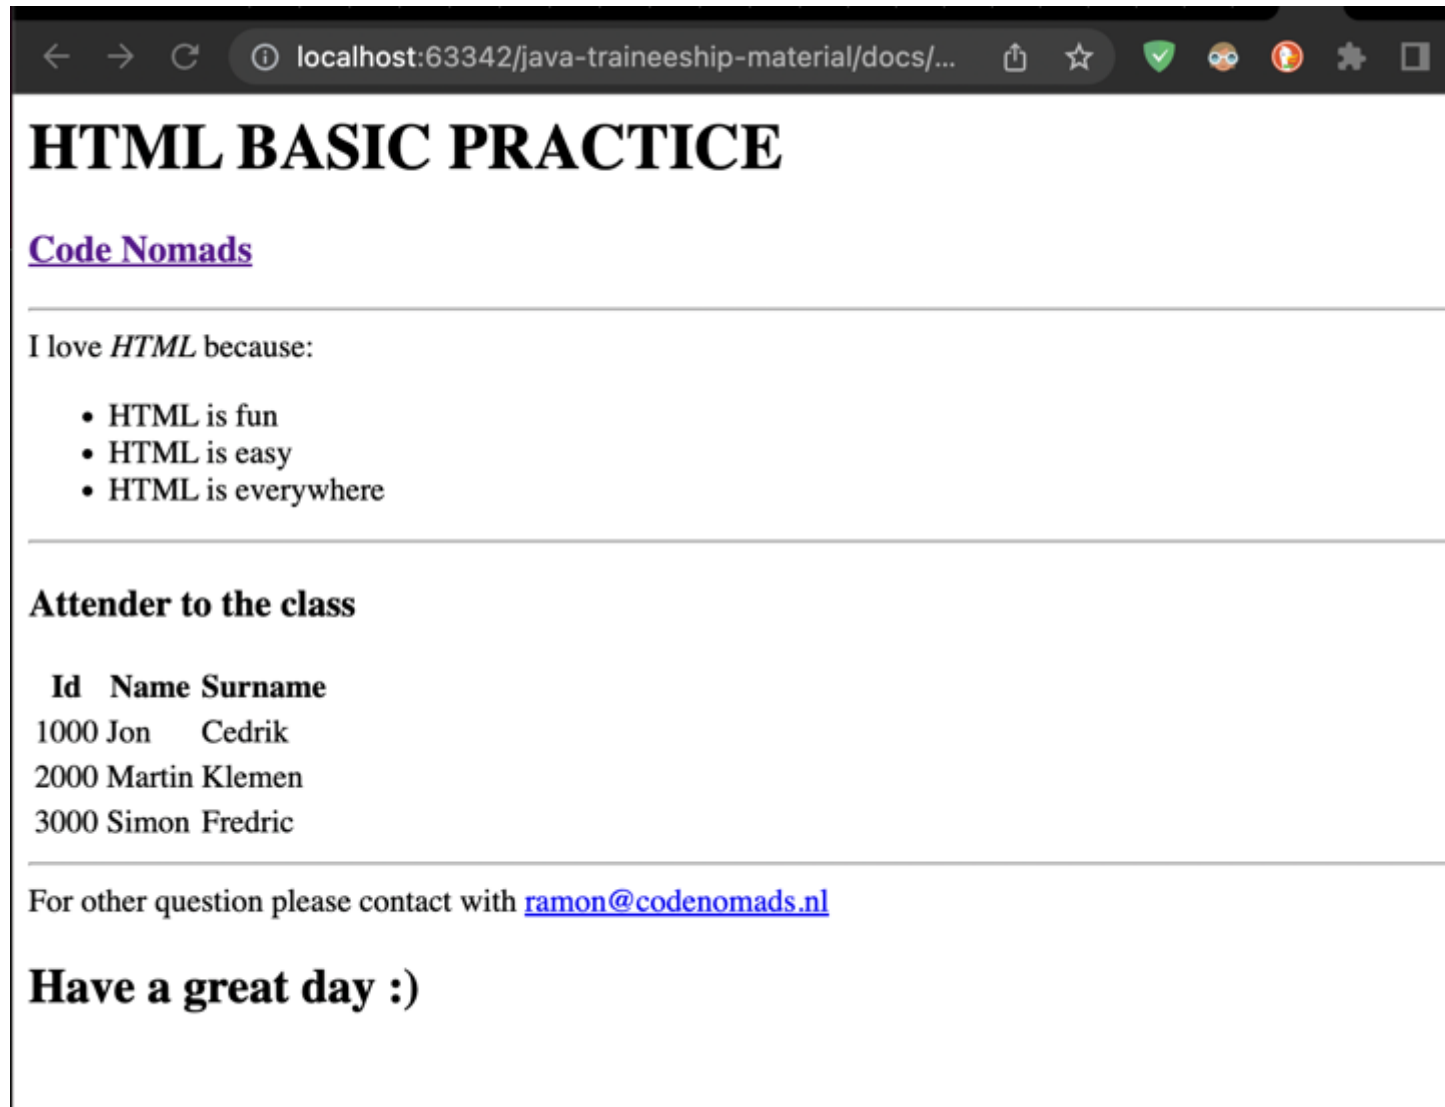 localhost:63342/java-traineeship-material/docs/...
HTML BASIC PRACTICE
Code Nomads
I love HTML because:
• HTML is fun
• HTML is easy
• HTML is everywhere
Attender to the class
Id Name Surname
1000 Jon Cedrik
2000 Martin Klemen
3000 Simon Fredric
For other question please contact with ramon@codenomads.nl
Have a great day :)